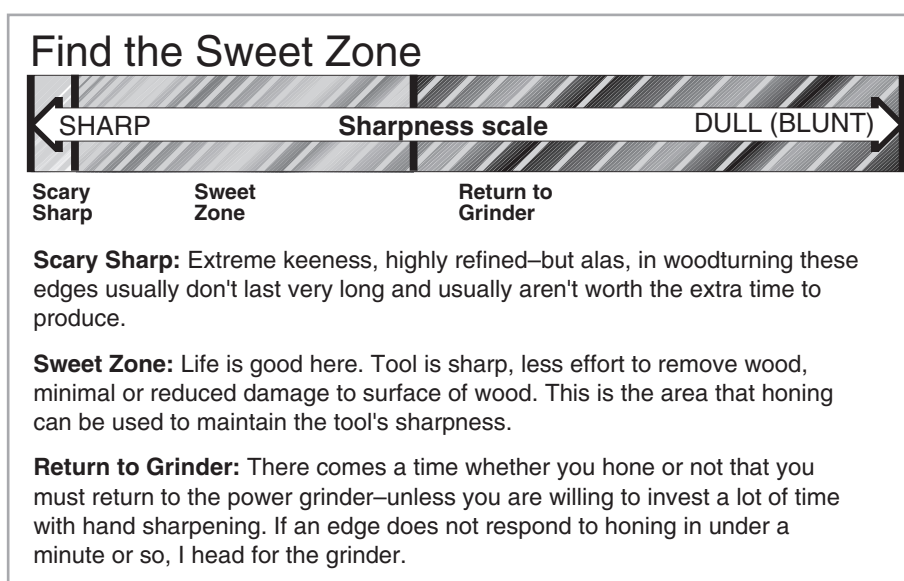 Find the Sweet Zone
SHARP Sharpness scale DULL (BLUNT)
Scary Sharp
Sweet Zone
Return to Grinder
Scary Sharp: Extreme keeness, highly refined–but alas, in woodturning these
edges usually don't last very long and usually aren't worth the extra time to
produce.
Sweet Zone: Life is good here. Tool is sharp, less effort to remove wood,
minimal or reduced damage to surface of wood. This is the area that honing
can be used to maintain the tool's sharpness.
Return to Grinder: There comes a time whether you hone or not that you
must return to the power grinder–unless you are willing to invest a lot of time
with hand sharpening. If an edge does not respond to honing in under a
minute or so, I head for the grinder.